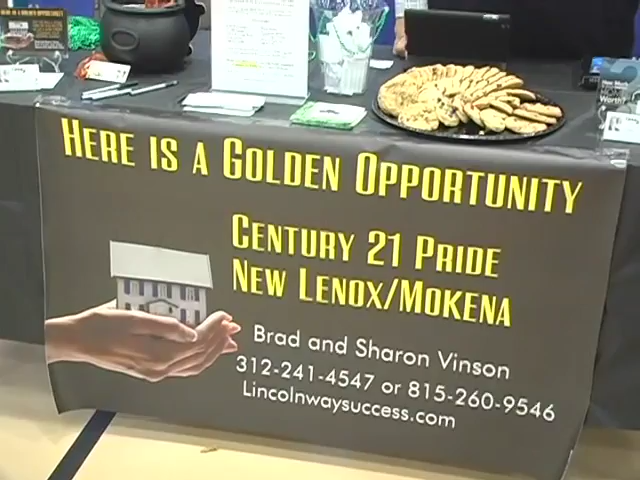 HERE IS A GOLDEN OPPORTUNITY
CENTURY 21 PRIDE
NEW LENOX/MOKENA
Brad and Sharon Vinson
312-241-4547 or 815-260-9546
Lincolnwaysuccess.com